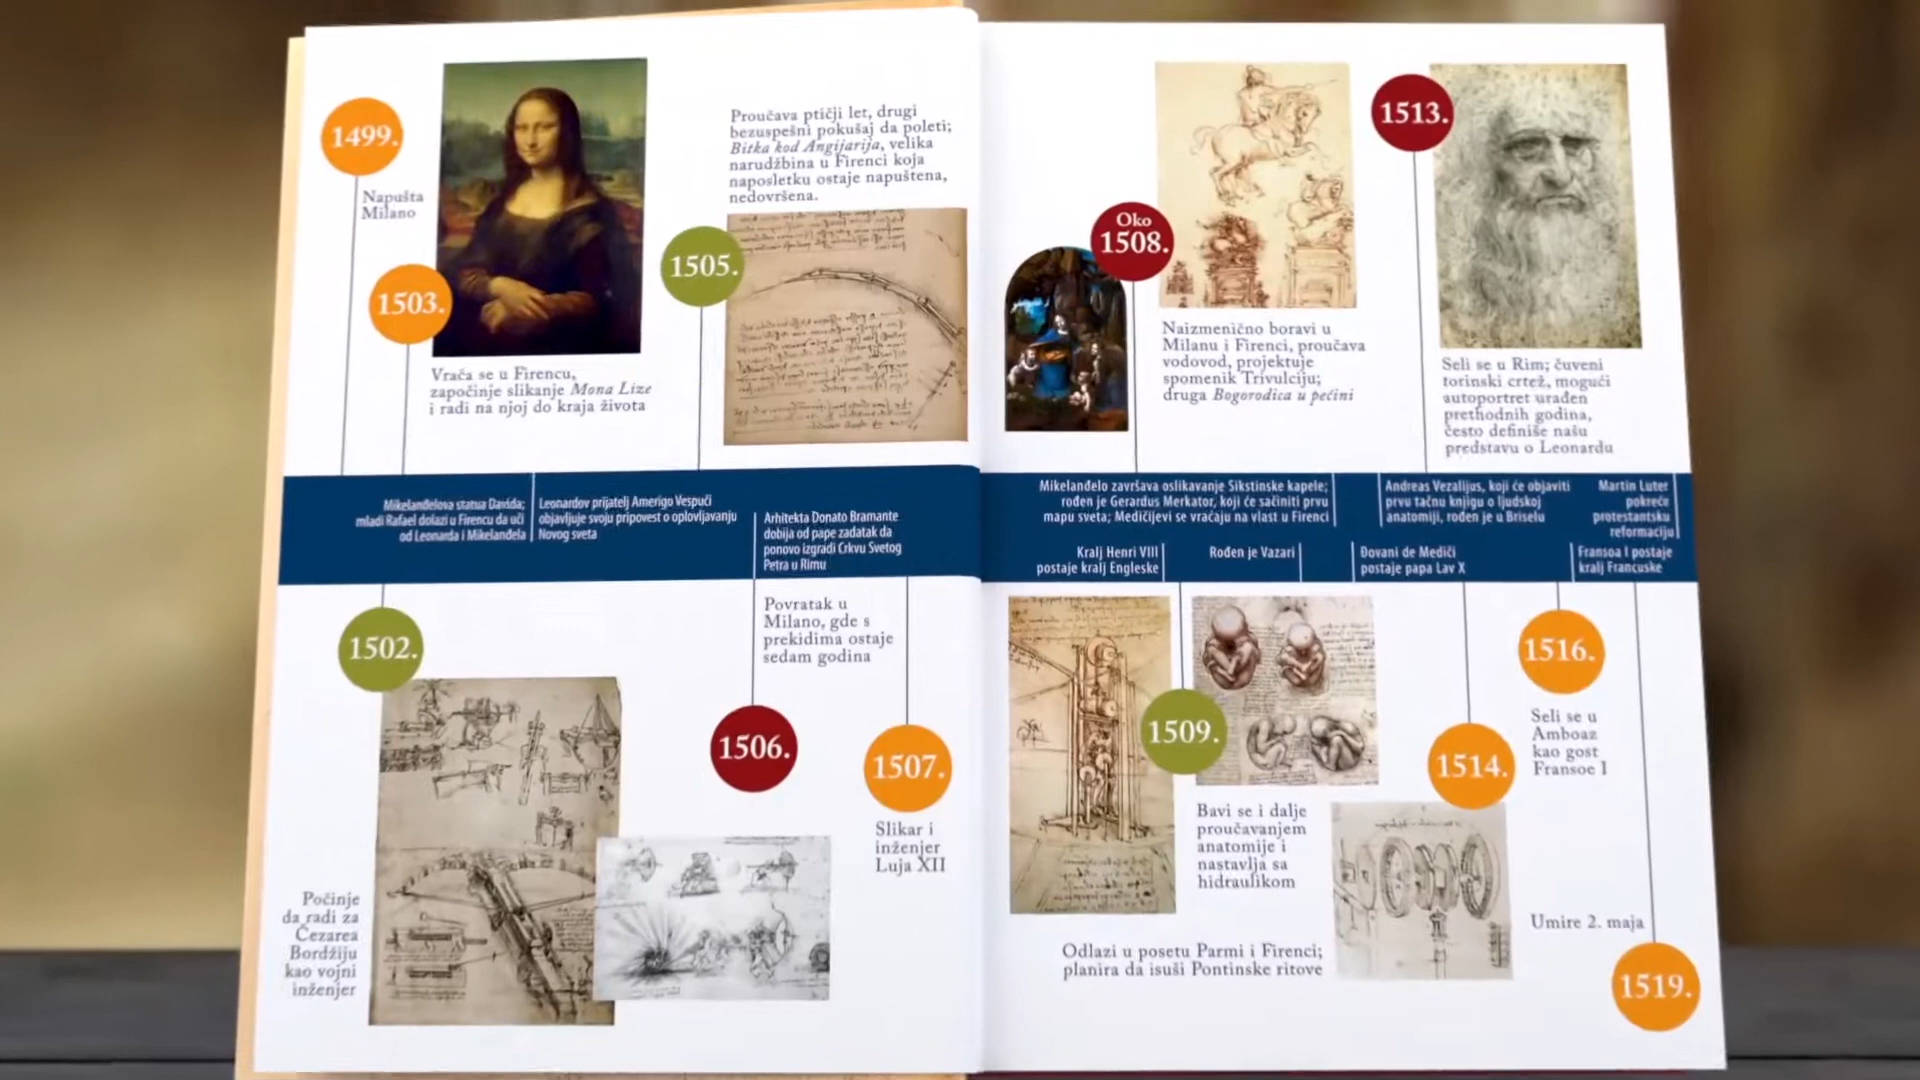 1499.
Napušta
Milano
1503.
Vraća se u Firencu,
započinje slikanje Mona Lize
i radi na njoj do kraja života
Proučava ptičji let, drugi
bezuspešni pokušaj da poleti;
Bitka kod Angijarija, velika
narudžbina u Firenci koja
naposletku ostaje napuštena,
nedovršena.
1505.
Mikelanđelova statua Davida;
mladi Rafael dolazi u Firencu da uči
od Leonarda i Mikelanđela
Leonardov prijatelj Amerigo Vespuči
objavljuje svoju pripovest o oplovljavanju
Novog sveta
Arhitekta Donato Bramante
dobija od pape zadatak da
ponovo izgradi Crkvu Svetog
Petra u Rimu
1502.
Počinje
da radi za
Čezarea
Bordžiju
kao vojni
inženjer
Povratak u
Milano, gde s
prekidima ostaje
sedam godina
1506.
1507.
Slikar i
inženjer
Luja XII
Oko
1508.
Naizmenično boravi u
Milanu i Firenci, proučava
vodovod, projektuje
spomenik Trivulciju;
druga Bogorodica u pećini
1513.
Seli se u Rim; čuveni
torinski crtež, mogući
autoportret urađen
prethodnih godina,
često definiše našu
predstavu o Leonardu
Mikelanđelo završava oslikavanje Sikstinske kapele;
rođen je Gerardus Merkator, koji će sačiniti prvu
mapu sveta; Medičijevi se vraćaju na vlast u Firenci
Andreas Vezalijus, koji će objaviti
prvu tačnu knjigu o ljudskoj
anatomiji, rođen je u Briselu
Martin Luter
pokreće
protestantsku
reformaciju
Kralj Henri VIII
postaje kralj Engleske
Rođen je Vazari
Đovani de Mediči
postaje papa Lav X
Fransoa I postaje
kralj Francuske
1509.
Bavi se i dalje
proučavanjem
anatomije i
nastavlja sa
hidraulikom
1514.
Odlazi u posetu Parmi i Firenci;
planira da isuši Pontinske ritove
1516.
Seli se u
Amboaz
kao gost
Fransoe I
Umire 2. maja
1519.